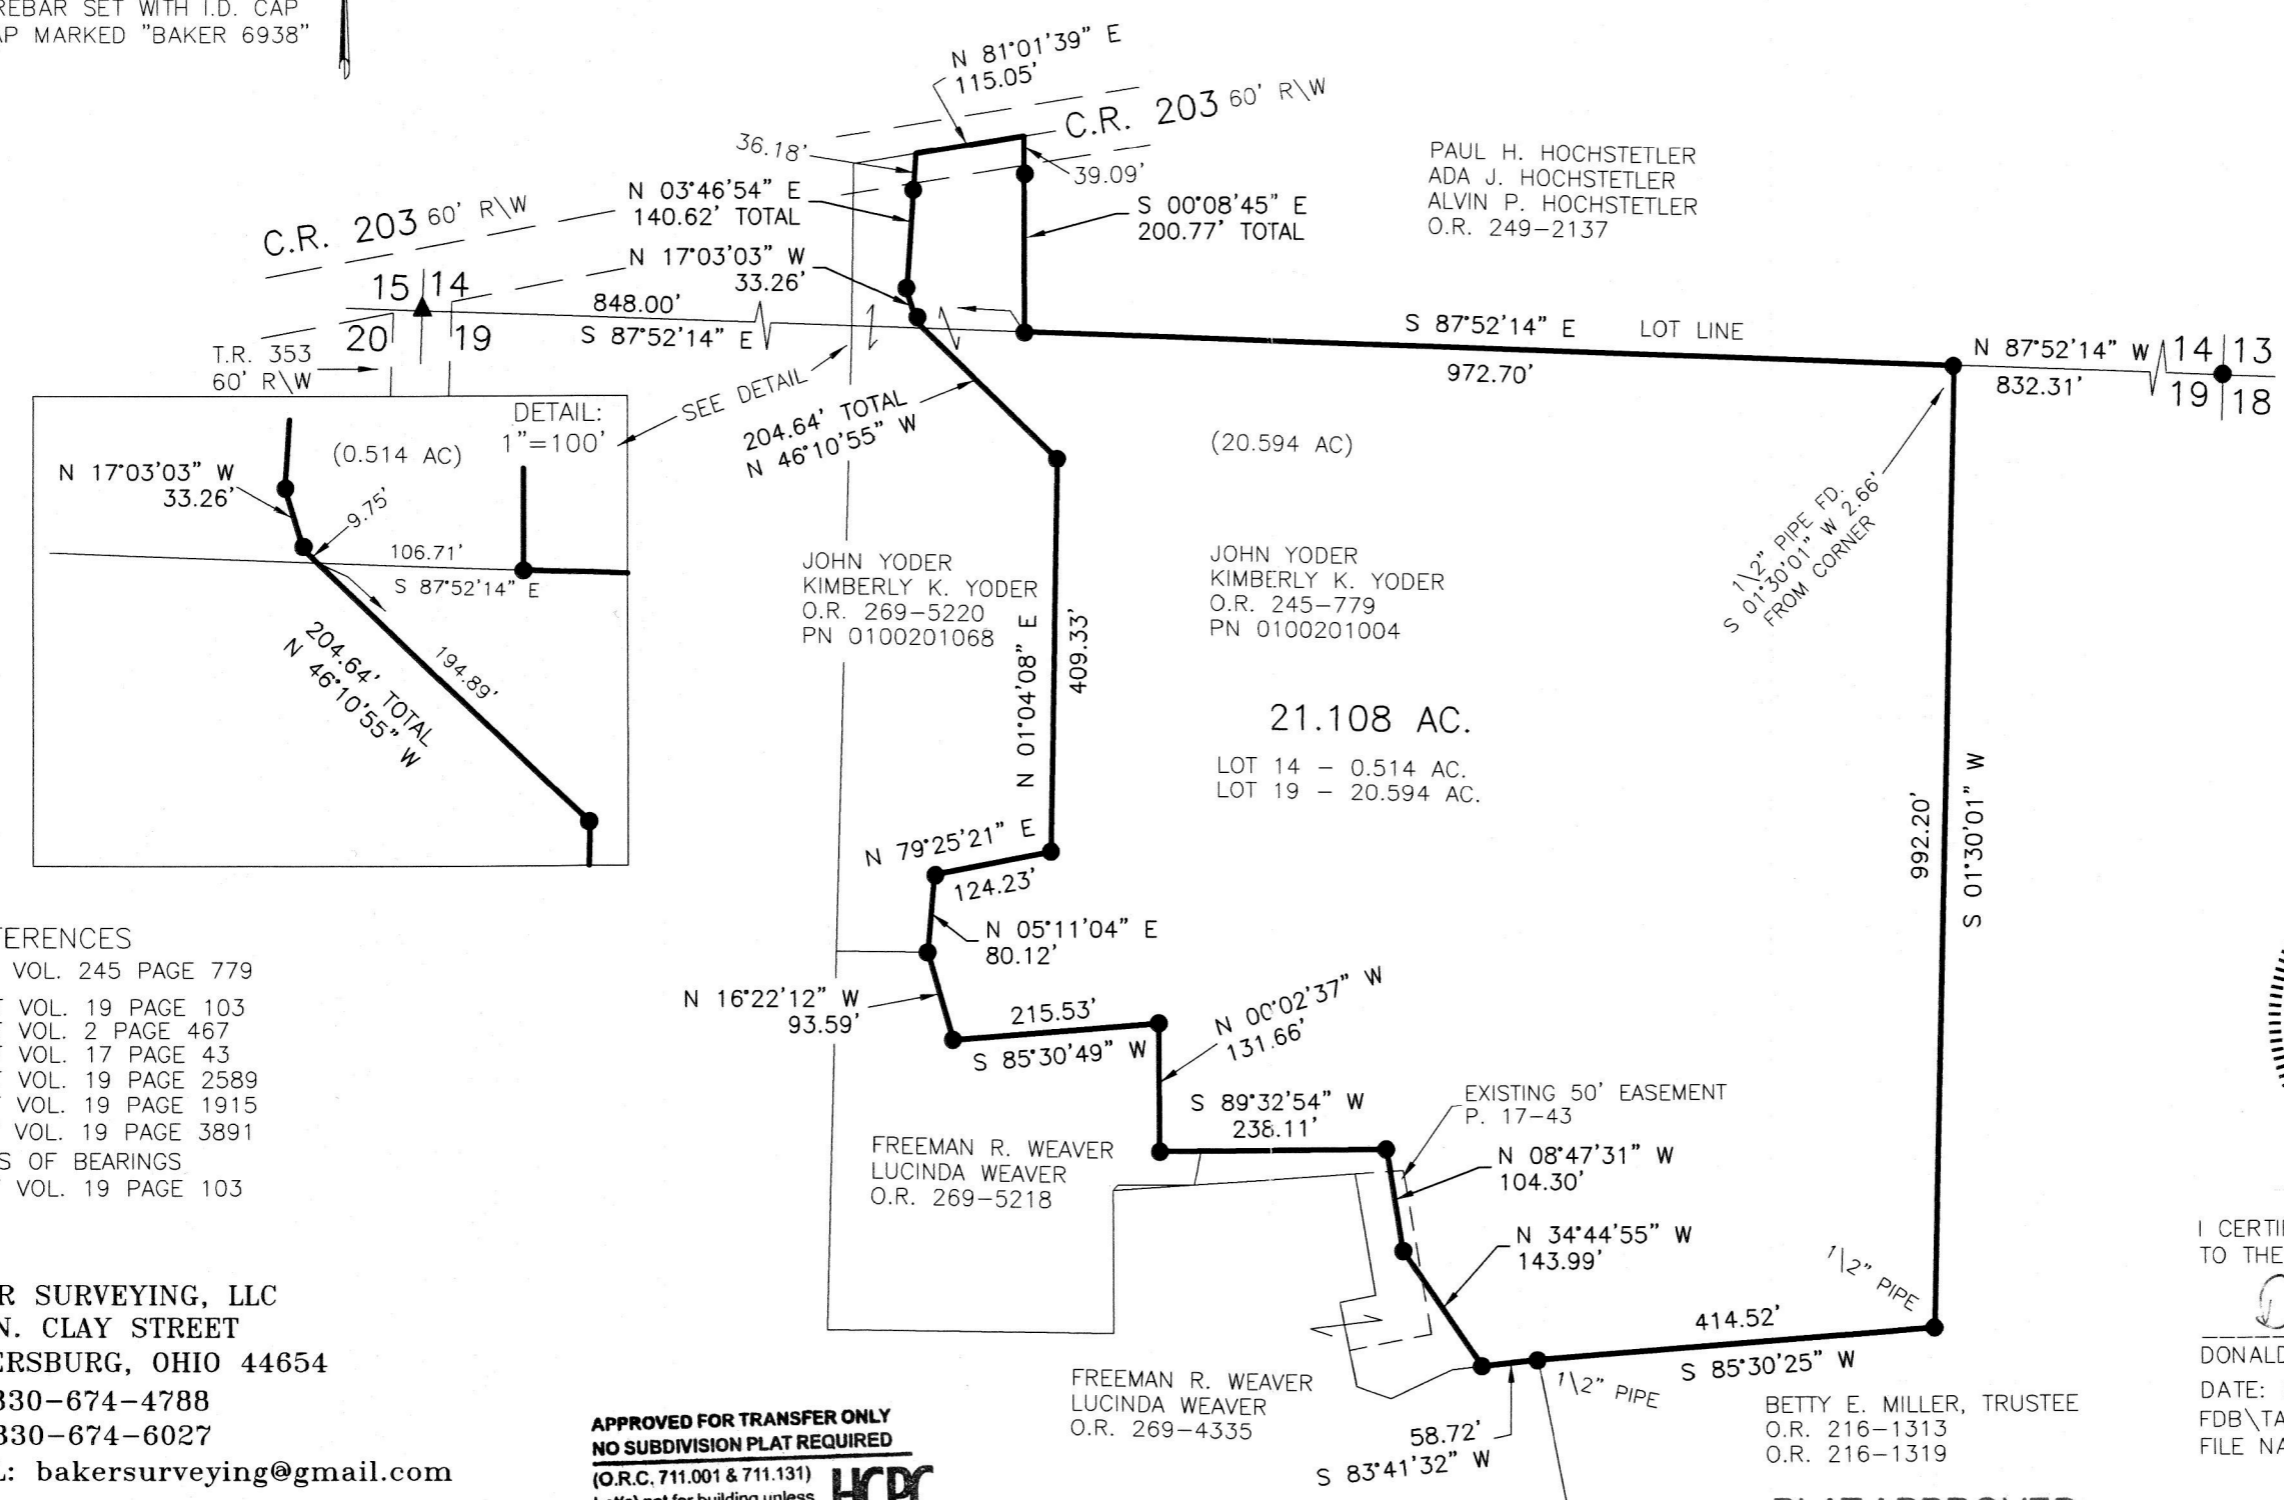 REBAR SET WITH I.D. CAP
AP MARKED "BAKER 6938"
N 81°01'39" E
115.05'
C.R. 203 60' R\W
36.18'
39.09'
N 03°46'54" E
140.62' TOTAL
S 00°08'45" E
200.77' TOTAL
PAUL H. HOCHSTETLER
ADA J. HOCHSTETLER
ALVIN P. HOCHSTETLER
O.R. 249-2137
C.R. 203 60' R\W
N 17°03'03" W
33.26'
15 14
20 19
848.00'
S 87°52'14" E
T.R. 353
60' R\W
S 87°52'14" E LOT LINE
972.70'
N 87°52'14" W
832.31'
14 13
19 18
SEE DETAIL
204.64' TOTAL
N 46°10'55" W
DETAIL:
1"=100'
(0.514 AC)
N 17°03'03" W
33.26'
9.75'
106.71'
S 87°52'14" E
204.64' TOTAL
N 46°10'55" W
194.89'
(20.594 AC)
1\2" PIPE FD.
S 01°30'01" W 2.66'
FROM CORNER
JOHN YODER
KIMBERLY K. YODER
O.R. 269-5220
PN 0100201068
N 01°04'08" E
409.33'
JOHN YODER
KIMBERLY K. YODER
O.R. 245-779
PN 0100201004
21.108 AC.
LOT 14 - 0.514 AC.
LOT 19 - 20.594 AC.
992.20'
S 01°30'01" W
N 79°25'21" E
124.23'
N 05°11'04" E
80.12'
N 16°22'12" W
93.59'
215.53'
S 85°30'49" W
N 00°02'37" W
131.66'
S 89°32'54" W
238.11'
EXISTING 50' EASEMENT
P. 17-43
N 08°47'31" W
104.30'
N 34°44'55" W
143.99'
FREEMAN R. WEAVER
LUCINDA WEAVER
O.R. 269-5218
1\2" PIPE
414.52'
S 85°30'25" W
1\2" PIPE
58.72'
S 83°41'32" W
FREEMAN R. WEAVER
LUCINDA WEAVER
O.R. 269-4335
BETTY E. MILLER, TRUSTEE
O.R. 216-1313
O.R. 216-1319
FERENCES
VOL. 245 PAGE 779
T VOL. 19 PAGE 103
T VOL. 2 PAGE 467
T VOL. 17 PAGE 43
T VOL. 19 PAGE 2589
T VOL. 19 PAGE 1915
T VOL. 19 PAGE 3891
S OF BEARINGS
T VOL. 19 PAGE 103
R SURVEYING, LLC
N. CLAY STREET
ERSBURG, OHIO 44654
330-674-4788
330-674-6027
L: bakersurveying@gmail.com
APPROVED FOR TRANSFER ONLY
NO SUBDIVISION PLAT REQUIRED
(O.R.C. 711.001 & 711.131)
HCPC
not for building unless
I CERTI
TO THE
DONALD
DATE:
FDB\TA
FILE NA
PLAT APPROVED